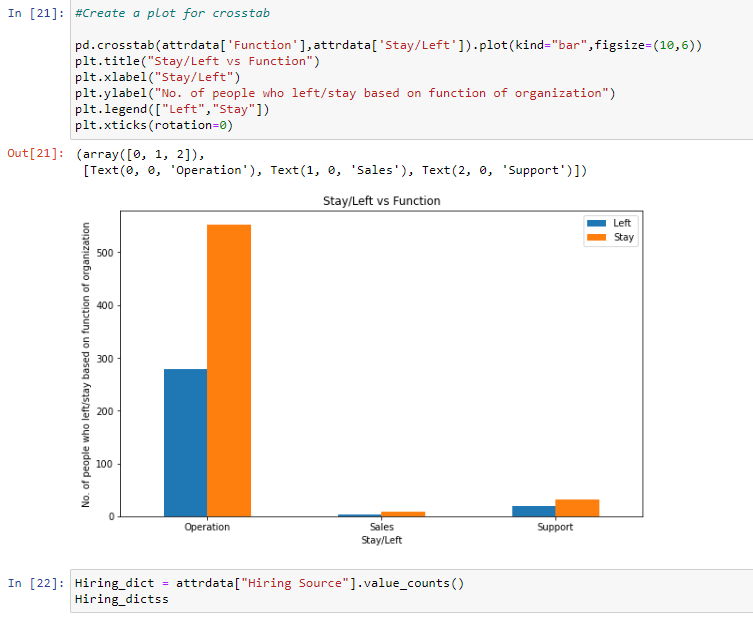 In [21]: #Create a plot for crosstab
pd.crosstab(attrdata['Function'],attrdata['Stay/Left']).plot(kind="bar",figsize=(10,6))
plt.title("Stay/Left vs Function")
plt.xlabel("Stay/Left")
plt.ylabel("No. of people who left/stay based on function of organization")
plt.legend(["Left","Stay"])
plt.xticks(rotation=0)
Out[21]: (array([0, 1, 2]),
[Text(0, 0, 'Operation'), Text(1, 0, 'Sales'), Text(2, 0, 'Support')])
Stay/Left vs Function
Left
Stay
No. of people who left/stay based on function of organization
500
400
300
200
100
0
Operation Sales Support
Stay/Left
In [22]: Hiring_dict = attrdata["Hiring Source"].value_counts()
Hiring_dictss